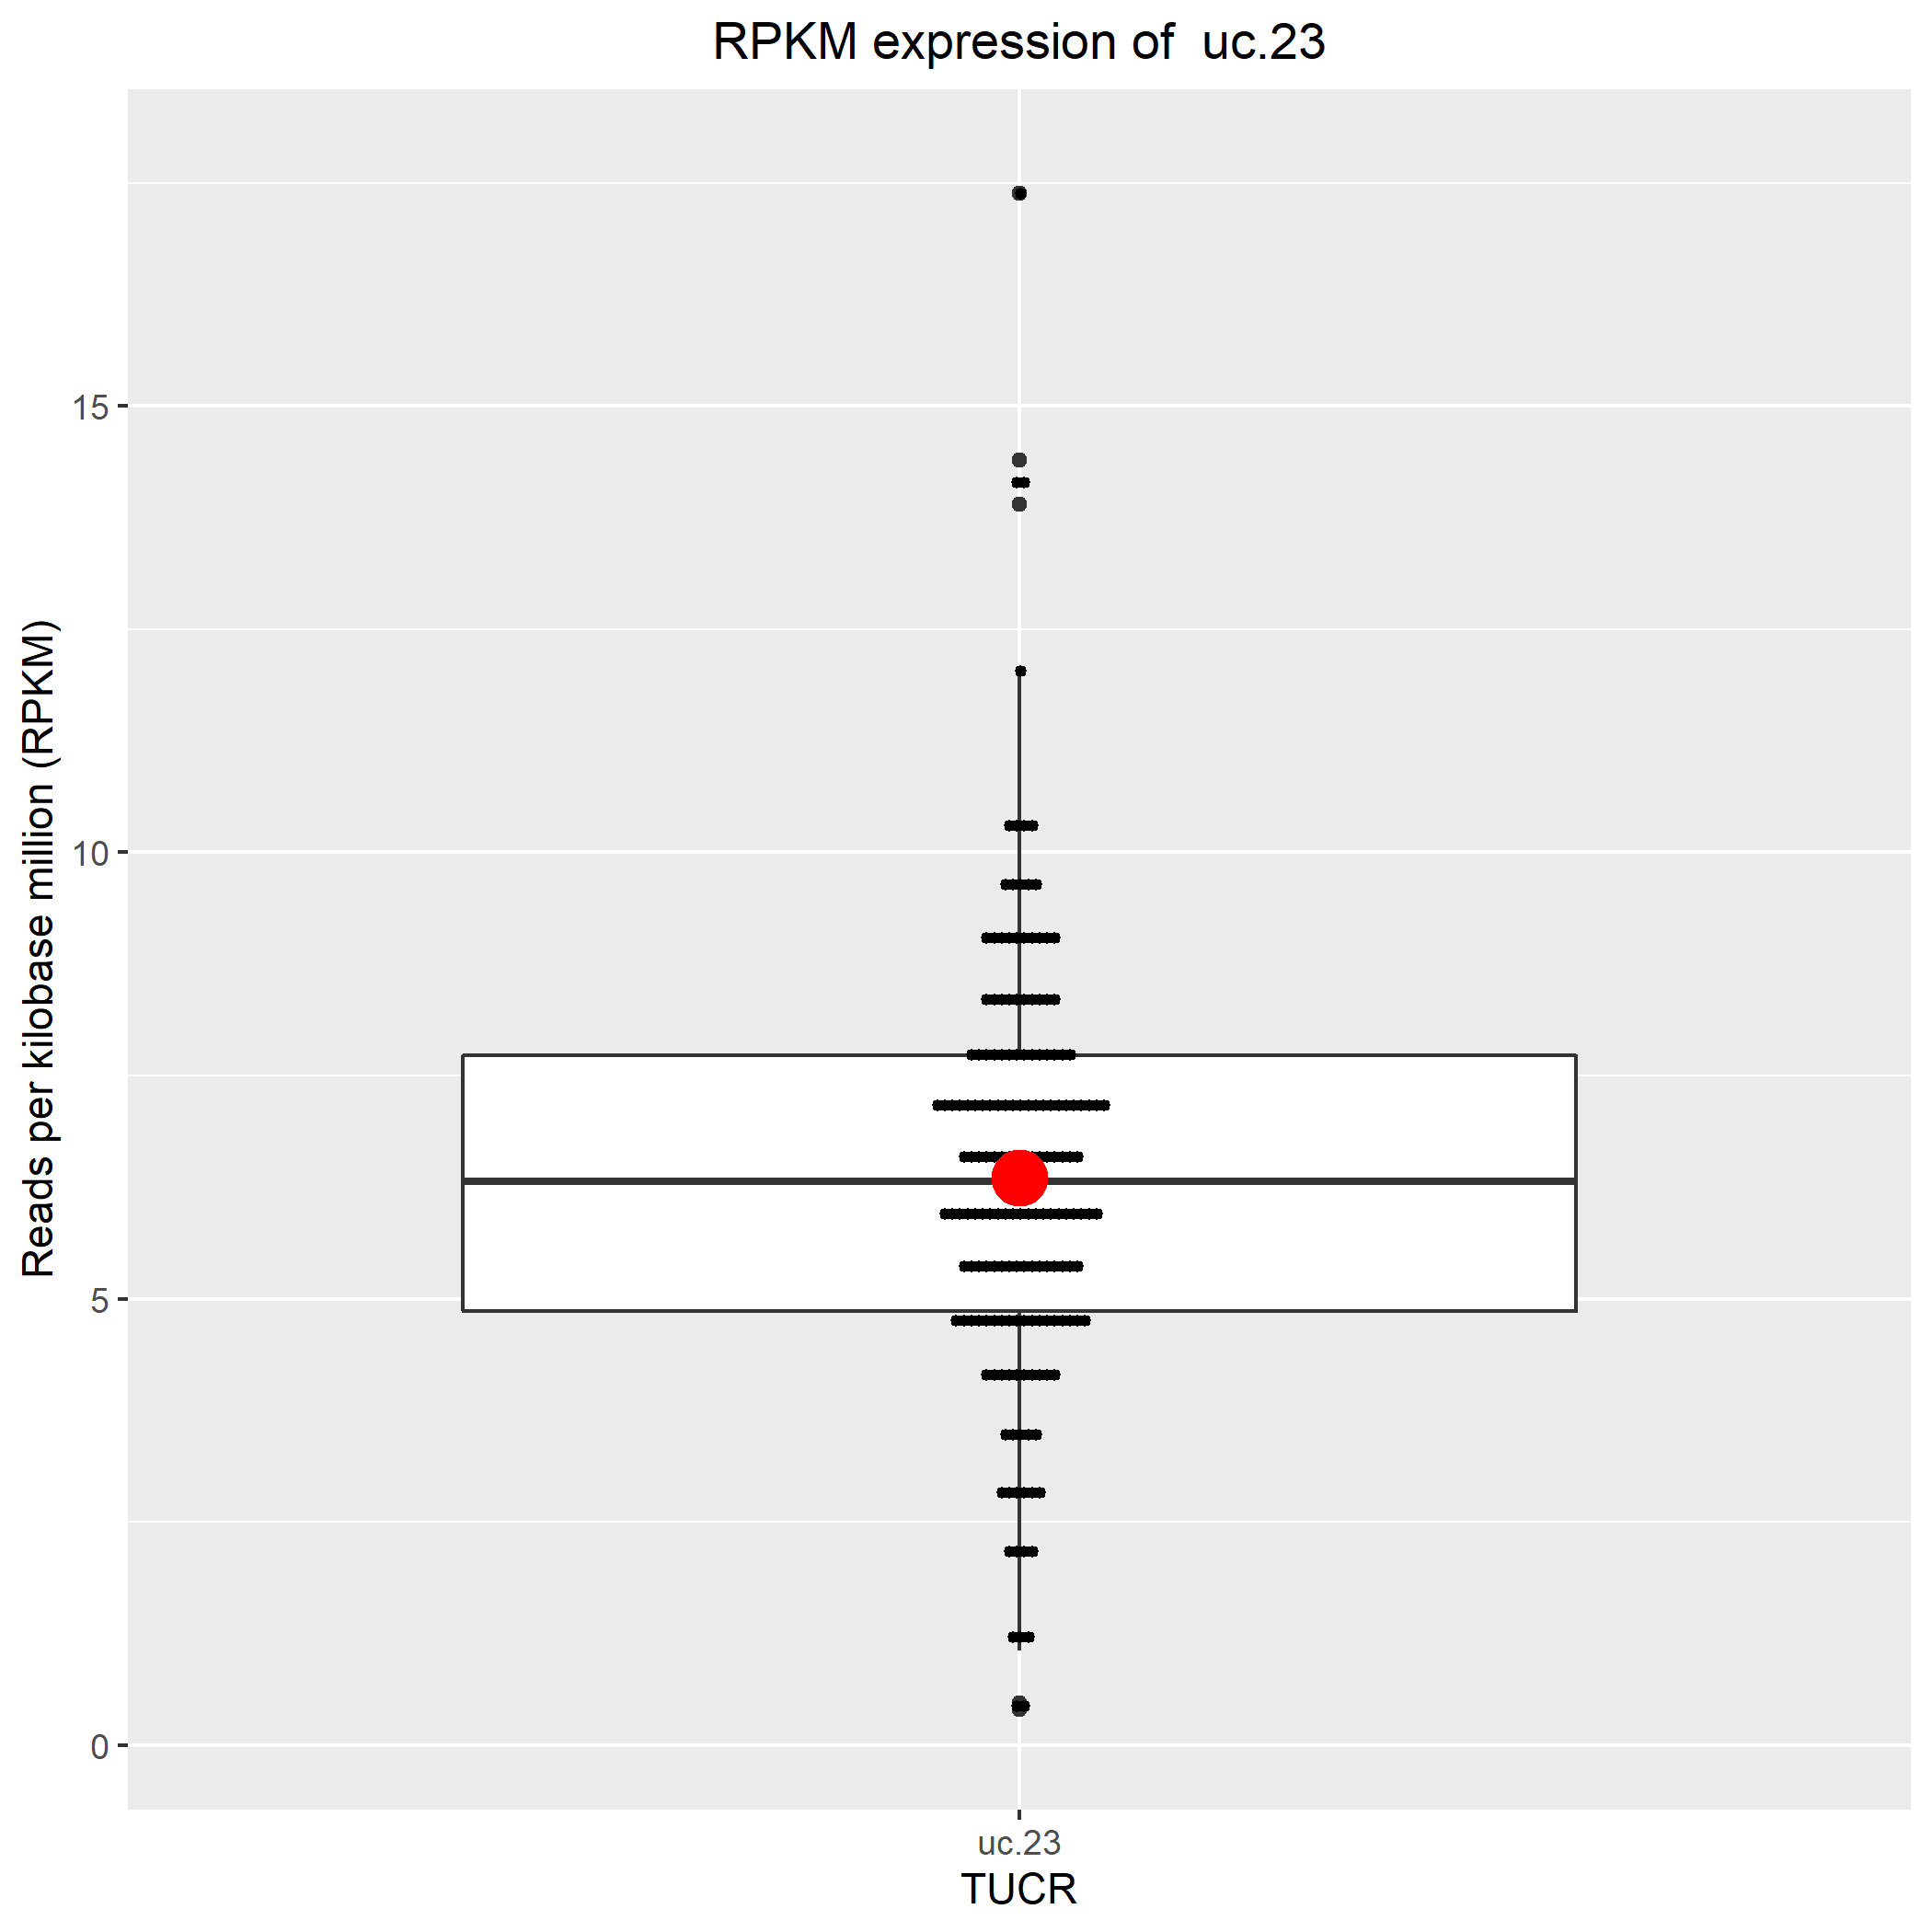 RPKM expression of  uc.23
Reads per kilobase million (RPKM)
15
10
5
0
uc.23
TUCR